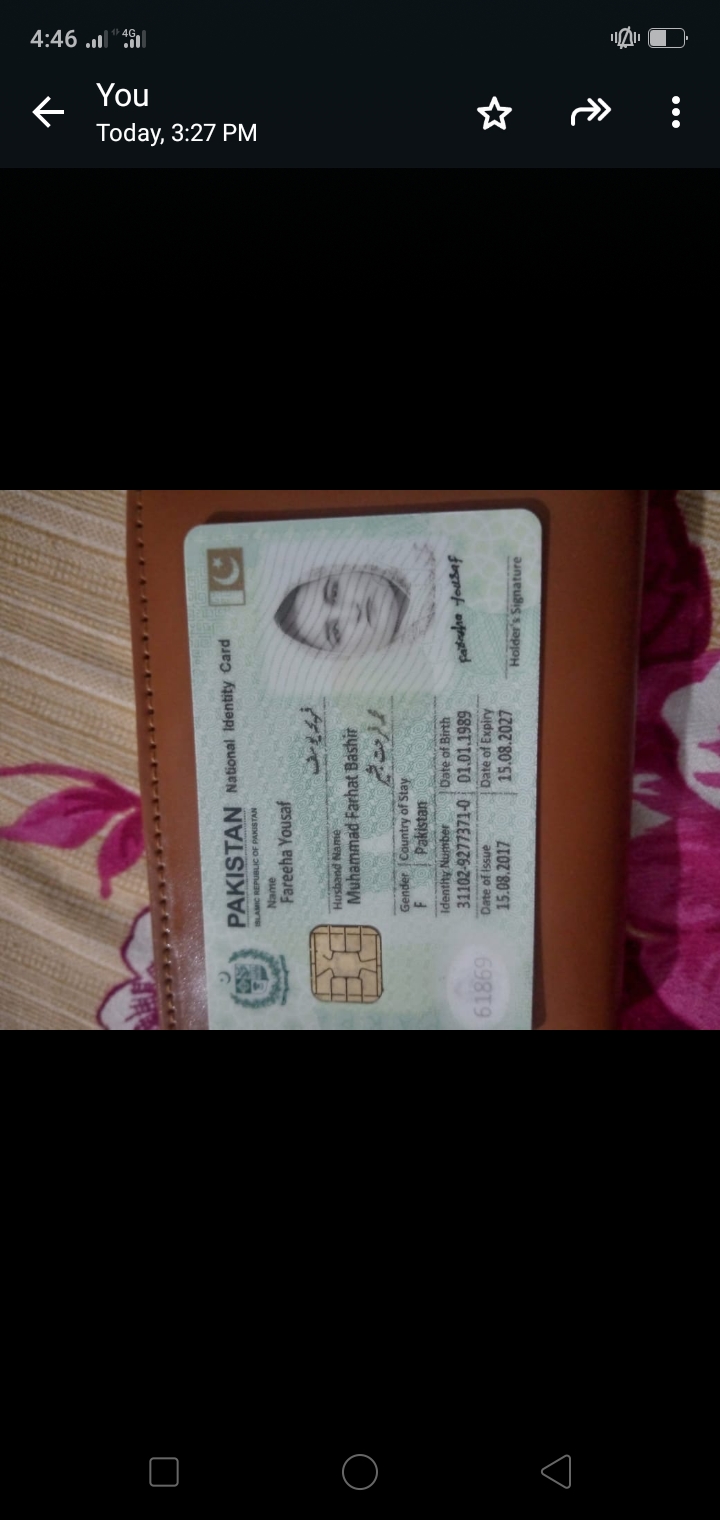 4:46
4G
You
Today, 3:27 PM
PAKISTAN National Identity Card
ISLAMIC REPUBLIC OF PAKISTAN
Name
Fareeha Yousaf
فریحہ یوسف
Husband Name
Muhammad Farhat Bashir
محمد فرحت بشیر
Gender Country of Stay
F Pakistan
Identity Number Date of Birth
31102-9277371-0 01.01.1989
Date of Issue Date of Expiry
15.08.2017 15.08.2027
Holder's Signature
61869